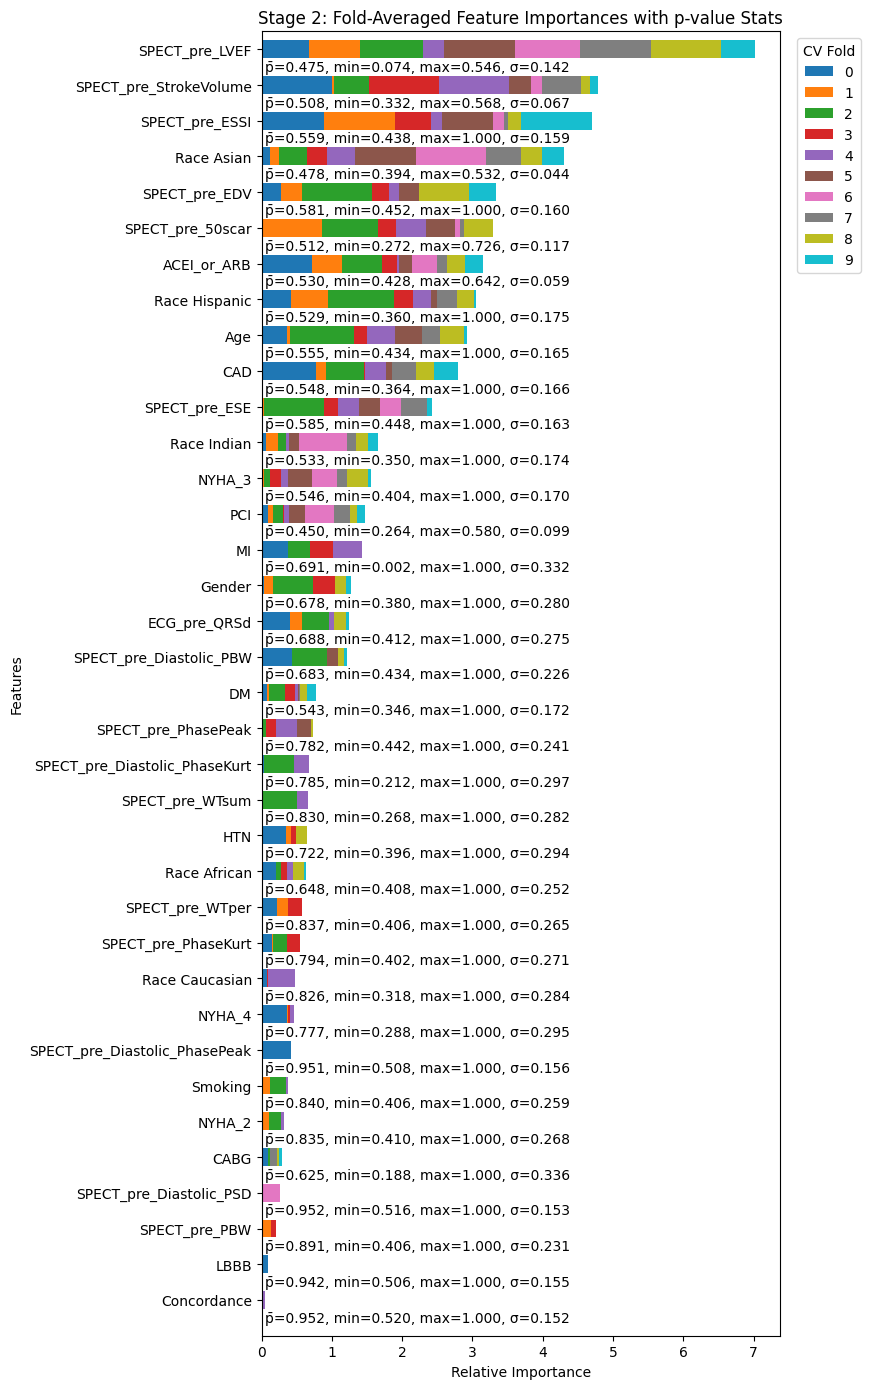 Stage 2: Fold-Averaged Feature Importances with p-value Stats
SPECT_pre_LVEF
p̄=0.475, min=0.074, max=0.546, σ=0.142
SPECT_pre_StrokeVolume
p̄=0.508, min=0.332, max=0.568, σ=0.067
SPECT_pre_ESSI
p̄=0.559, min=0.438, max=1.000, σ=0.159
Race Asian
p̄=0.478, min=0.394, max=0.532, σ=0.044
SPECT_pre_EDV
p̄=0.581, min=0.452, max=1.000, σ=0.160
SPECT_pre_50scar
p̄=0.512, min=0.272, max=0.726, σ=0.117
ACEI_or_ARB
p̄=0.530, min=0.428, max=0.642, σ=0.059
Race Hispanic
p̄=0.529, min=0.360, max=1.000, σ=0.175
Age
p̄=0.555, min=0.434, max=1.000, σ=0.165
CAD
p̄=0.548, min=0.364, max=1.000, σ=0.166
SPECT_pre_ESE
p̄=0.585, min=0.448, max=1.000, σ=0.163
Race Indian
p̄=0.533, min=0.350, max=1.000, σ=0.174
NYHA_3
p̄=0.546, min=0.404, max=1.000, σ=0.170
PCI
p̄=0.450, min=0.264, max=0.580, σ=0.099
MI
p̄=0.691, min=0.002, max=1.000, σ=0.332
Gender
p̄=0.678, min=0.380, max=1.000, σ=0.280
ECG_pre_QRSd
p̄=0.688, min=0.412, max=1.000, σ=0.275
SPECT_pre_Diastolic_PBW
p̄=0.683, min=0.434, max=1.000, σ=0.226
DM
p̄=0.543, min=0.346, max=1.000, σ=0.172
SPECT_pre_PhasePeak
p̄=0.782, min=0.442, max=1.000, σ=0.241
SPECT_pre_Diastolic_PhaseKurt
p̄=0.785, min=0.212, max=1.000, σ=0.297
SPECT_pre_WTsum
p̄=0.830, min=0.268, max=1.000, σ=0.282
HTN
p̄=0.722, min=0.396, max=1.000, σ=0.294
Race African
p̄=0.648, min=0.408, max=1.000, σ=0.252
SPECT_pre_WTper
p̄=0.837, min=0.406, max=1.000, σ=0.265
SPECT_pre_PhaseKurt
p̄=0.794, min=0.402, max=1.000, σ=0.271
Race Caucasian
p̄=0.826, min=0.318, max=1.000, σ=0.284
NYHA_4
p̄=0.777, min=0.288, max=1.000, σ=0.295
SPECT_pre_Diastolic_PhasePeak
p̄=0.951, min=0.508, max=1.000, σ=0.156
Smoking
p̄=0.840, min=0.406, max=1.000, σ=0.259
NYHA_2
p̄=0.835, min=0.410, max=1.000, σ=0.268
CABG
p̄=0.625, min=0.188, max=1.000, σ=0.336
SPECT_pre_Diastolic_PSD
p̄=0.952, min=0.516, max=1.000, σ=0.153
SPECT_pre_PBW
p̄=0.891, min=0.406, max=1.000, σ=0.231
LBBB
p̄=0.942, min=0.506, max=1.000, σ=0.155
Concordance
p̄=0.952, min=0.520, max=1.000, σ=0.152
0 1 2 3 4 5 6 7
Relative Importance
Features
CV Fold
0
1
2
3
4
5
6
7
8
9